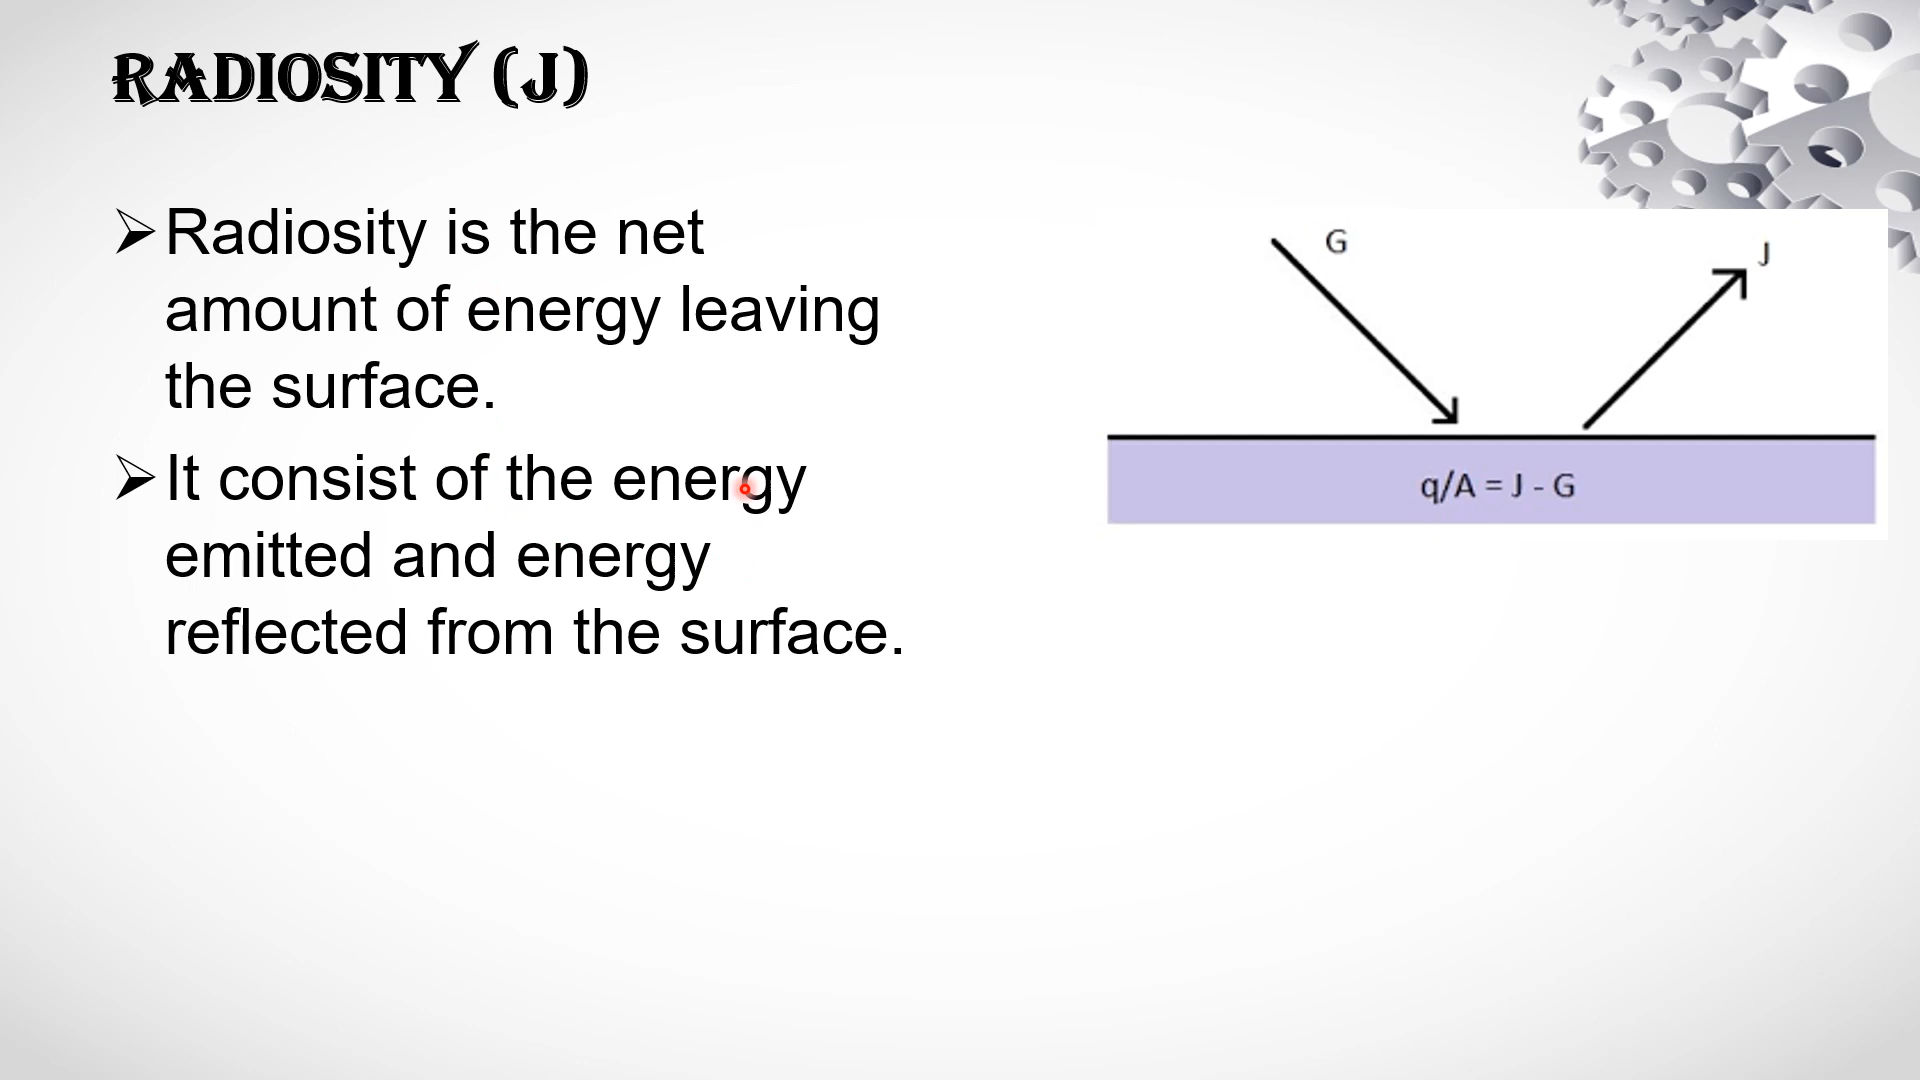 RADIOSITY (J)
➢Radiosity is the net
amount of energy leaving
the surface.
➢It consist of the energy
emitted and energy
reflected from the surface.
G
J
q/A = J - G